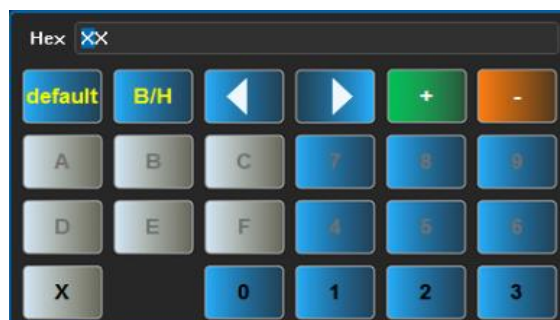 Hex XX
default B/H + -
A B C 7 8 9
D E F 4 5 6
X 0 1 2 3